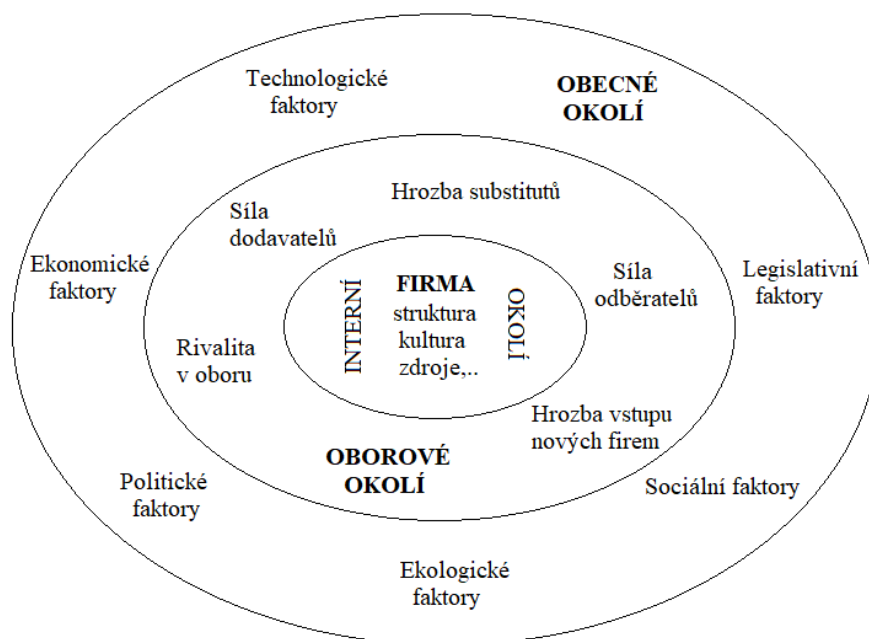 Technologické
faktory
OBECNÉ
OKOLÍ
Hrozba substitutů
Síla
dodavatelů
Ekonomické
faktory
INTERNÍ
FIRMA
struktura
kultura
zdroje,..
OKOLÍ
Síla
odběratelů
Legislativní
faktory
Rivalita
v oboru
Hrozba vstupu
nových firem
OBOROVÉ
OKOLÍ
Politické
faktory
Sociální faktory
Ekologické
faktory